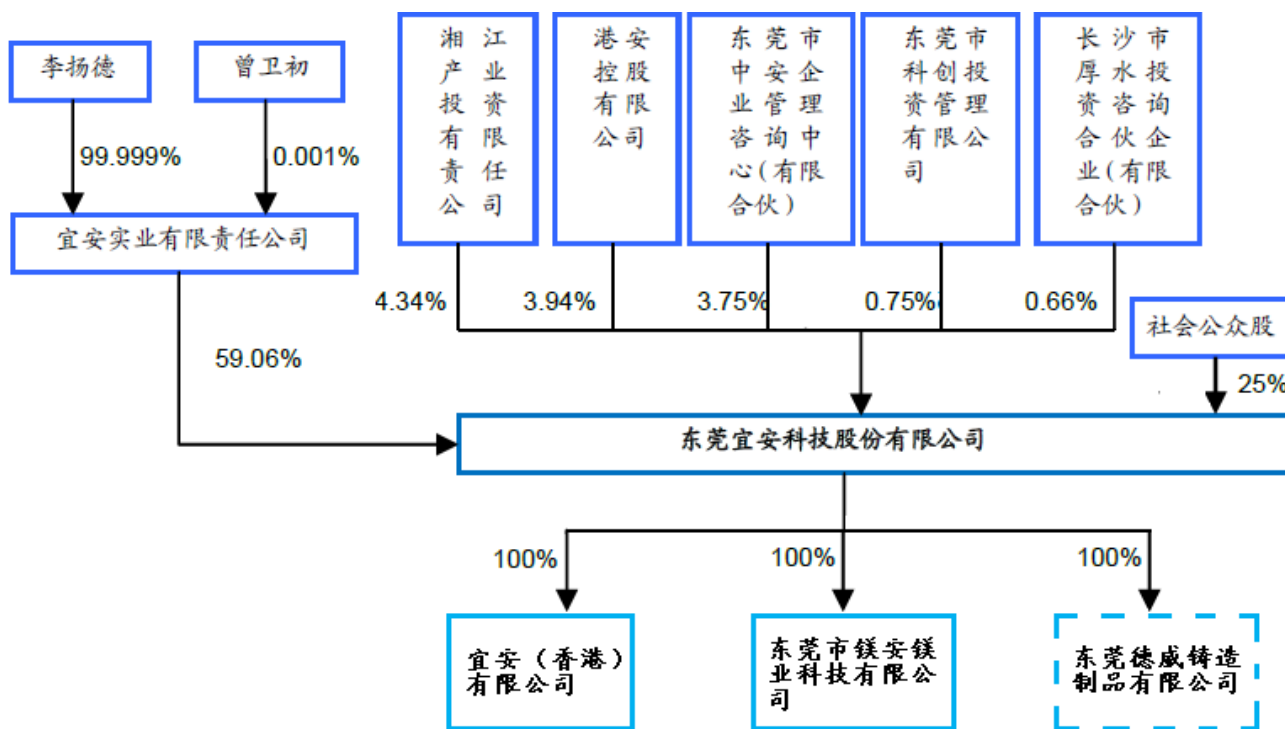 李扬德
曾卫初
湘江
产业
投资
有限
责任
公司
港安
控股
有限
公司
东莞市
中安企
业管理
咨询中
心(有限
合伙)
东莞市
科创投
资管理
有限公
司
长沙市
厚水投
资咨询
合伙企
业(有限
合伙)
99.999%
0.001%
宜安实业有限责任公司
4.34%
3.94%
3.75%
0.75%
0.66%
社会公众股
59.06%
25%
东莞宜安科技股份有限公司
100%
100%
100%
宜安（香港）
有限公司
东莞市镁安镁
业科技有限公
司
东莞德威铸造
制品有限公司